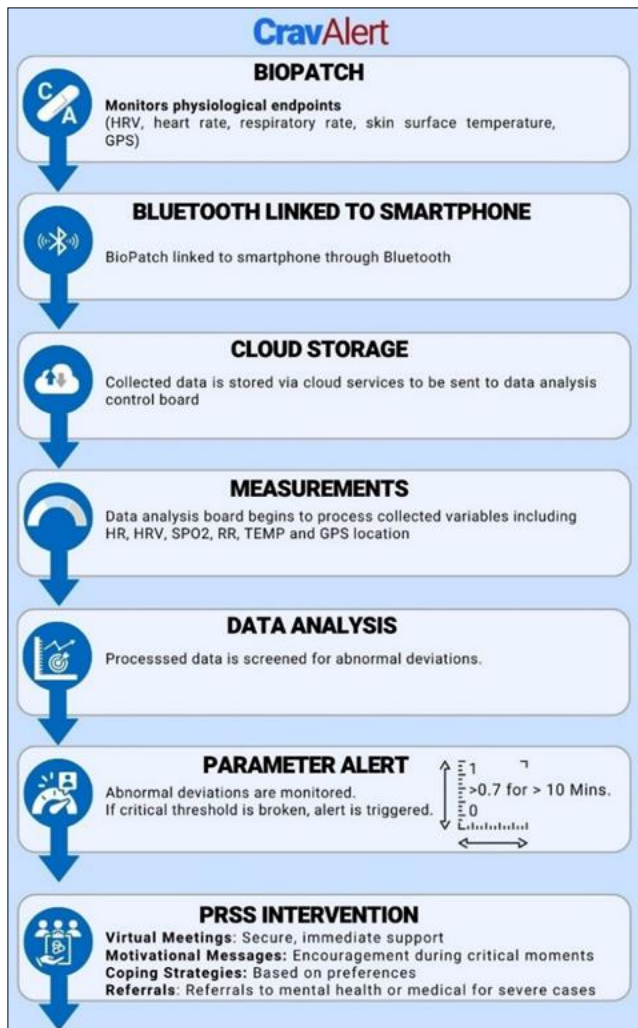 CravAlert
BIOPATCH
C
A
Monitors physiological endpoints
(HRV, heart rate, respiratory rate, skin surface temperature,
GPS)
BLUETOOTH LINKED TO SMARTPHONE
BioPatch linked to smartphone through Bluetooth
CLOUD STORAGE
Collected data is stored via cloud services to be sent to data analysis
control board
MEASUREMENTS
Data analysis board begins to process collected variables including
HR, HRV, SPO2, RR, TEMP and GPS location
DATA ANALYSIS
Processsed data is screened for abnormal deviations.
PARAMETER ALERT
Abnormal deviations are monitored.
If critical threshold is broken, alert is triggered.
1
>0.7 for > 10 Mins.
0
PRSS INTERVENTION
Virtual Meetings: Secure, immediate support
Motivational Messages: Encouragement during critical moments
Coping Strategies: Based on preferences
Referrals: Referrals to mental health or medical for severe cases